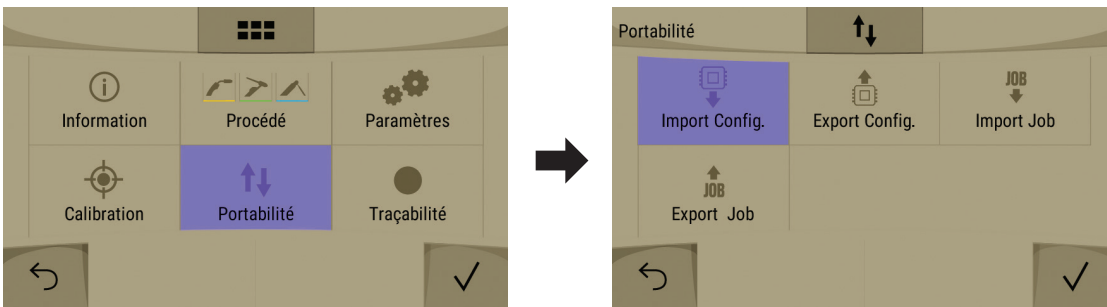 Information
Procédé
Paramètres
Calibration
Portabilité
Traçabilité
Portabilité
Import Config.
Export Config.
JOB
Import Job
JOB
Export Job